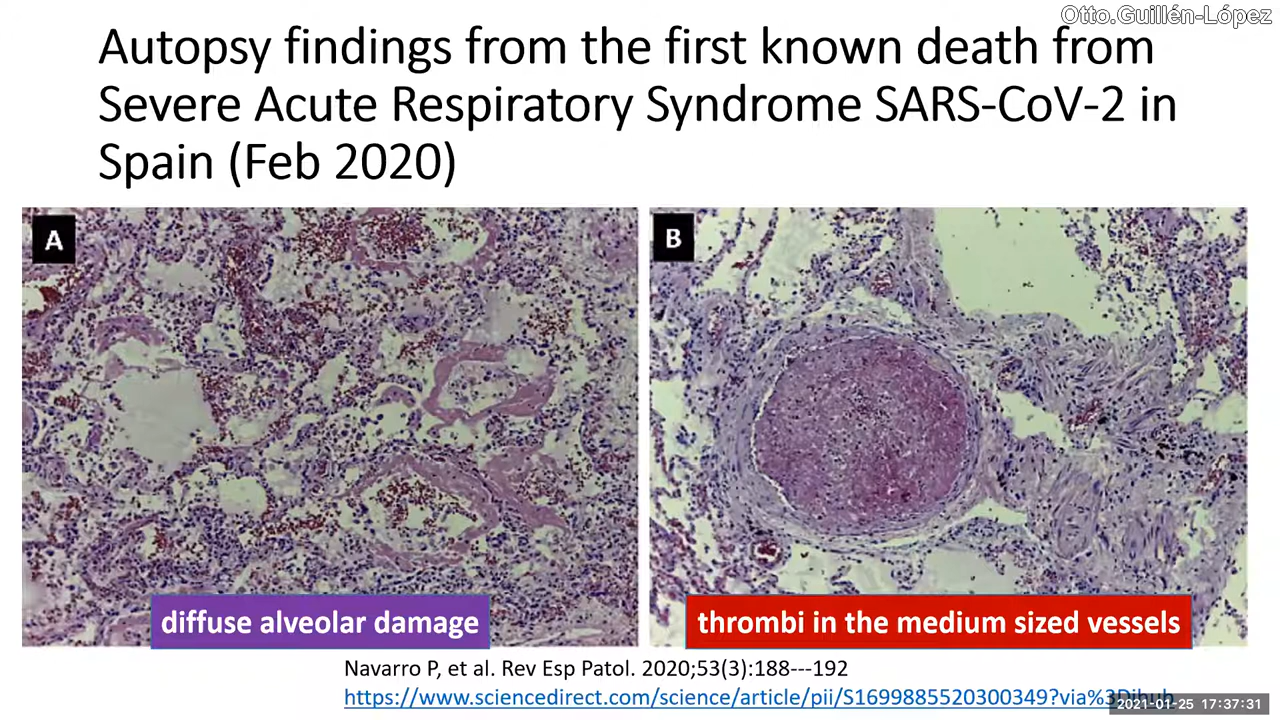 Otto.Guillén-López
Autopsy findings from the first known death from
Severe Acute Respiratory Syndrome SARS-CoV-2 in
Spain (Feb 2020)
A
B
diffuse alveolar damage
thrombi in the medium sized vessels
Navarro P, et al. Rev Esp Patol. 2020;53(3):188---192
https://www.sciencedirect.com/science/article/pii/S1699885520300349?via%3Dihub
2021-01-25 17:37:31